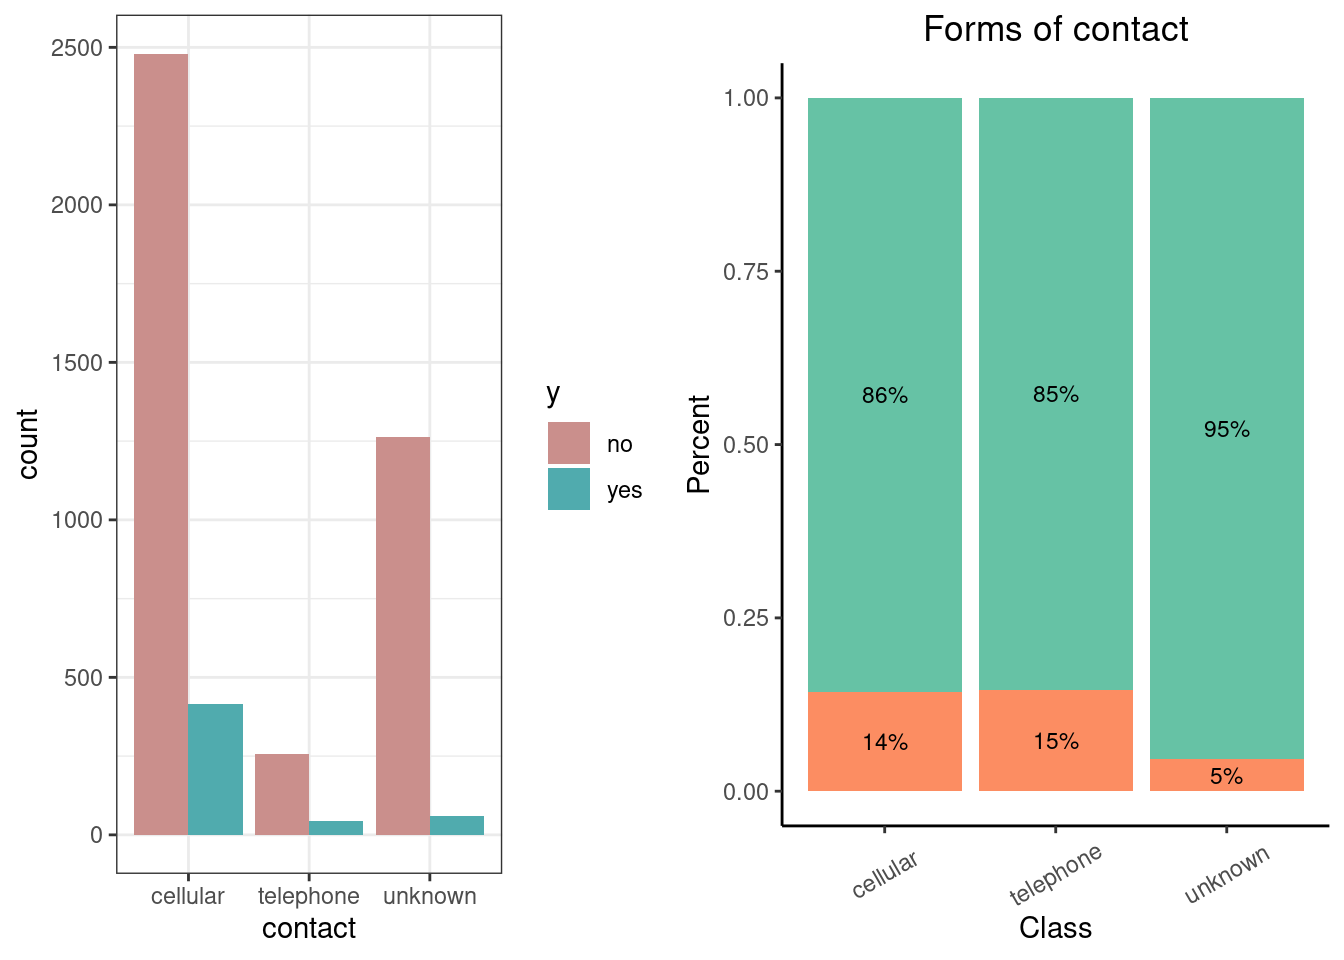 2500
2000
1500
1000
500
0
count
cellular
telephone
unknown
contact
y
no
yes
Forms of contact
1.00
0.75
0.50
0.25
0.00
Percent
86%
85%
95%
14%
15%
5%
cellular
telephone
unknown
Class